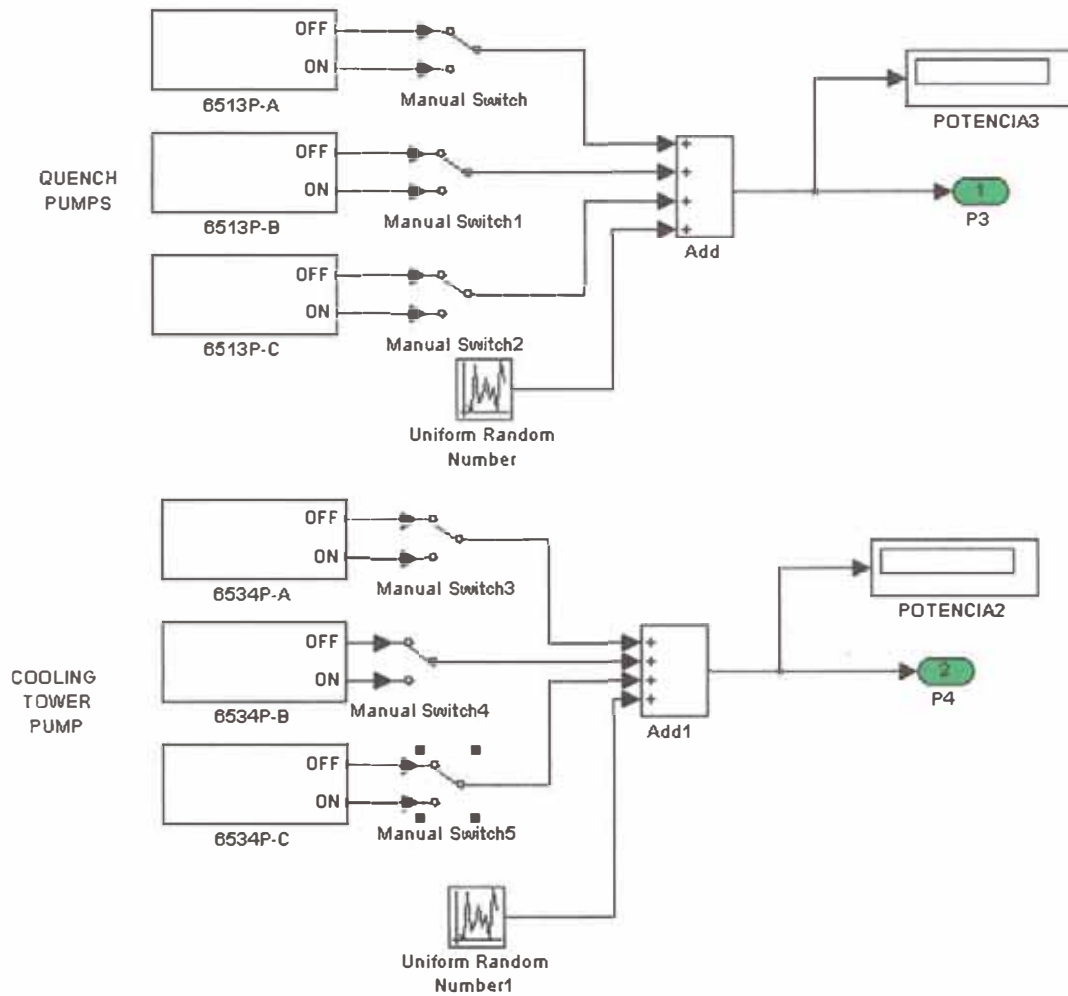 OFF
ON
6513P-A
Manual Switch
POTENCIA3
QUENCH
PUMPS
OFF
ON
6513P-B
Manual Switch1
+
+
+
+
Add
1
P3
OFF
ON
6513P-C
Manual Switch2
Uniform Random
Number
OFF
ON
6534P-A
Manual Switch3
POTENCIA2
COOLING
TOWER
PUMP
OFF
ON
6534P-B
Manual Switch4
+
+
+
+
Add1
2
P4
OFF
ON
6534P-C
Manual Switch5
Uniform Random
Number1